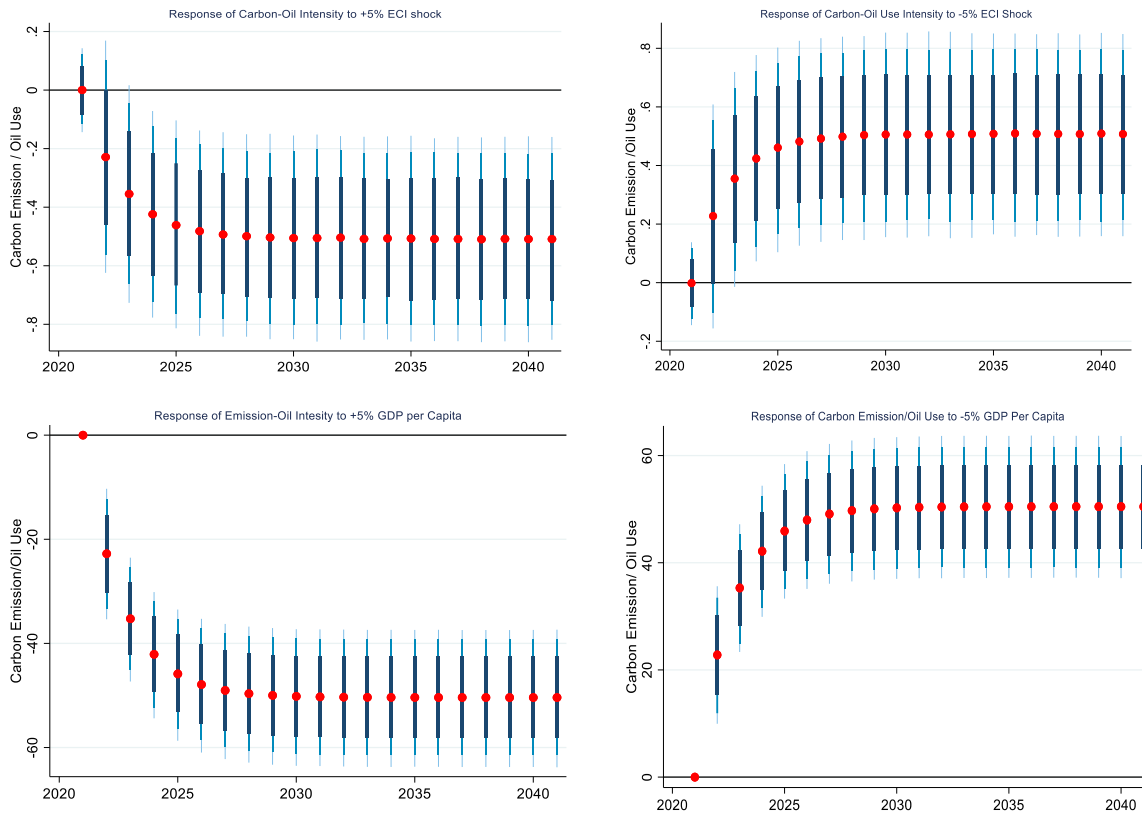 Response of Carbon-Oil Intensity to +5% ECI shock
Carbon Emission / Oil Use
.2
0
-.2
-.4
-.6
-.8
2020 2025 2030 2035 2040
Response of Carbon-Oil Use Intensity to -5% ECI Shock
Carbon Emission /Oil Use
.8
.6
.4
.2
0
-.2
2020 2025 2030 2035 2040
Response of Emission-Oil Intesity to +5% GDP per Capita
Carbon Emission/Oil Use
0
-20
-40
-60
2020 2025 2030 2035 2040
Response of Carbon Emission/Oil Use to -5% GDP Per Capita
Carbon Emission/ Oil Use
60
40
20
0
2020 2025 2030 2035 2040